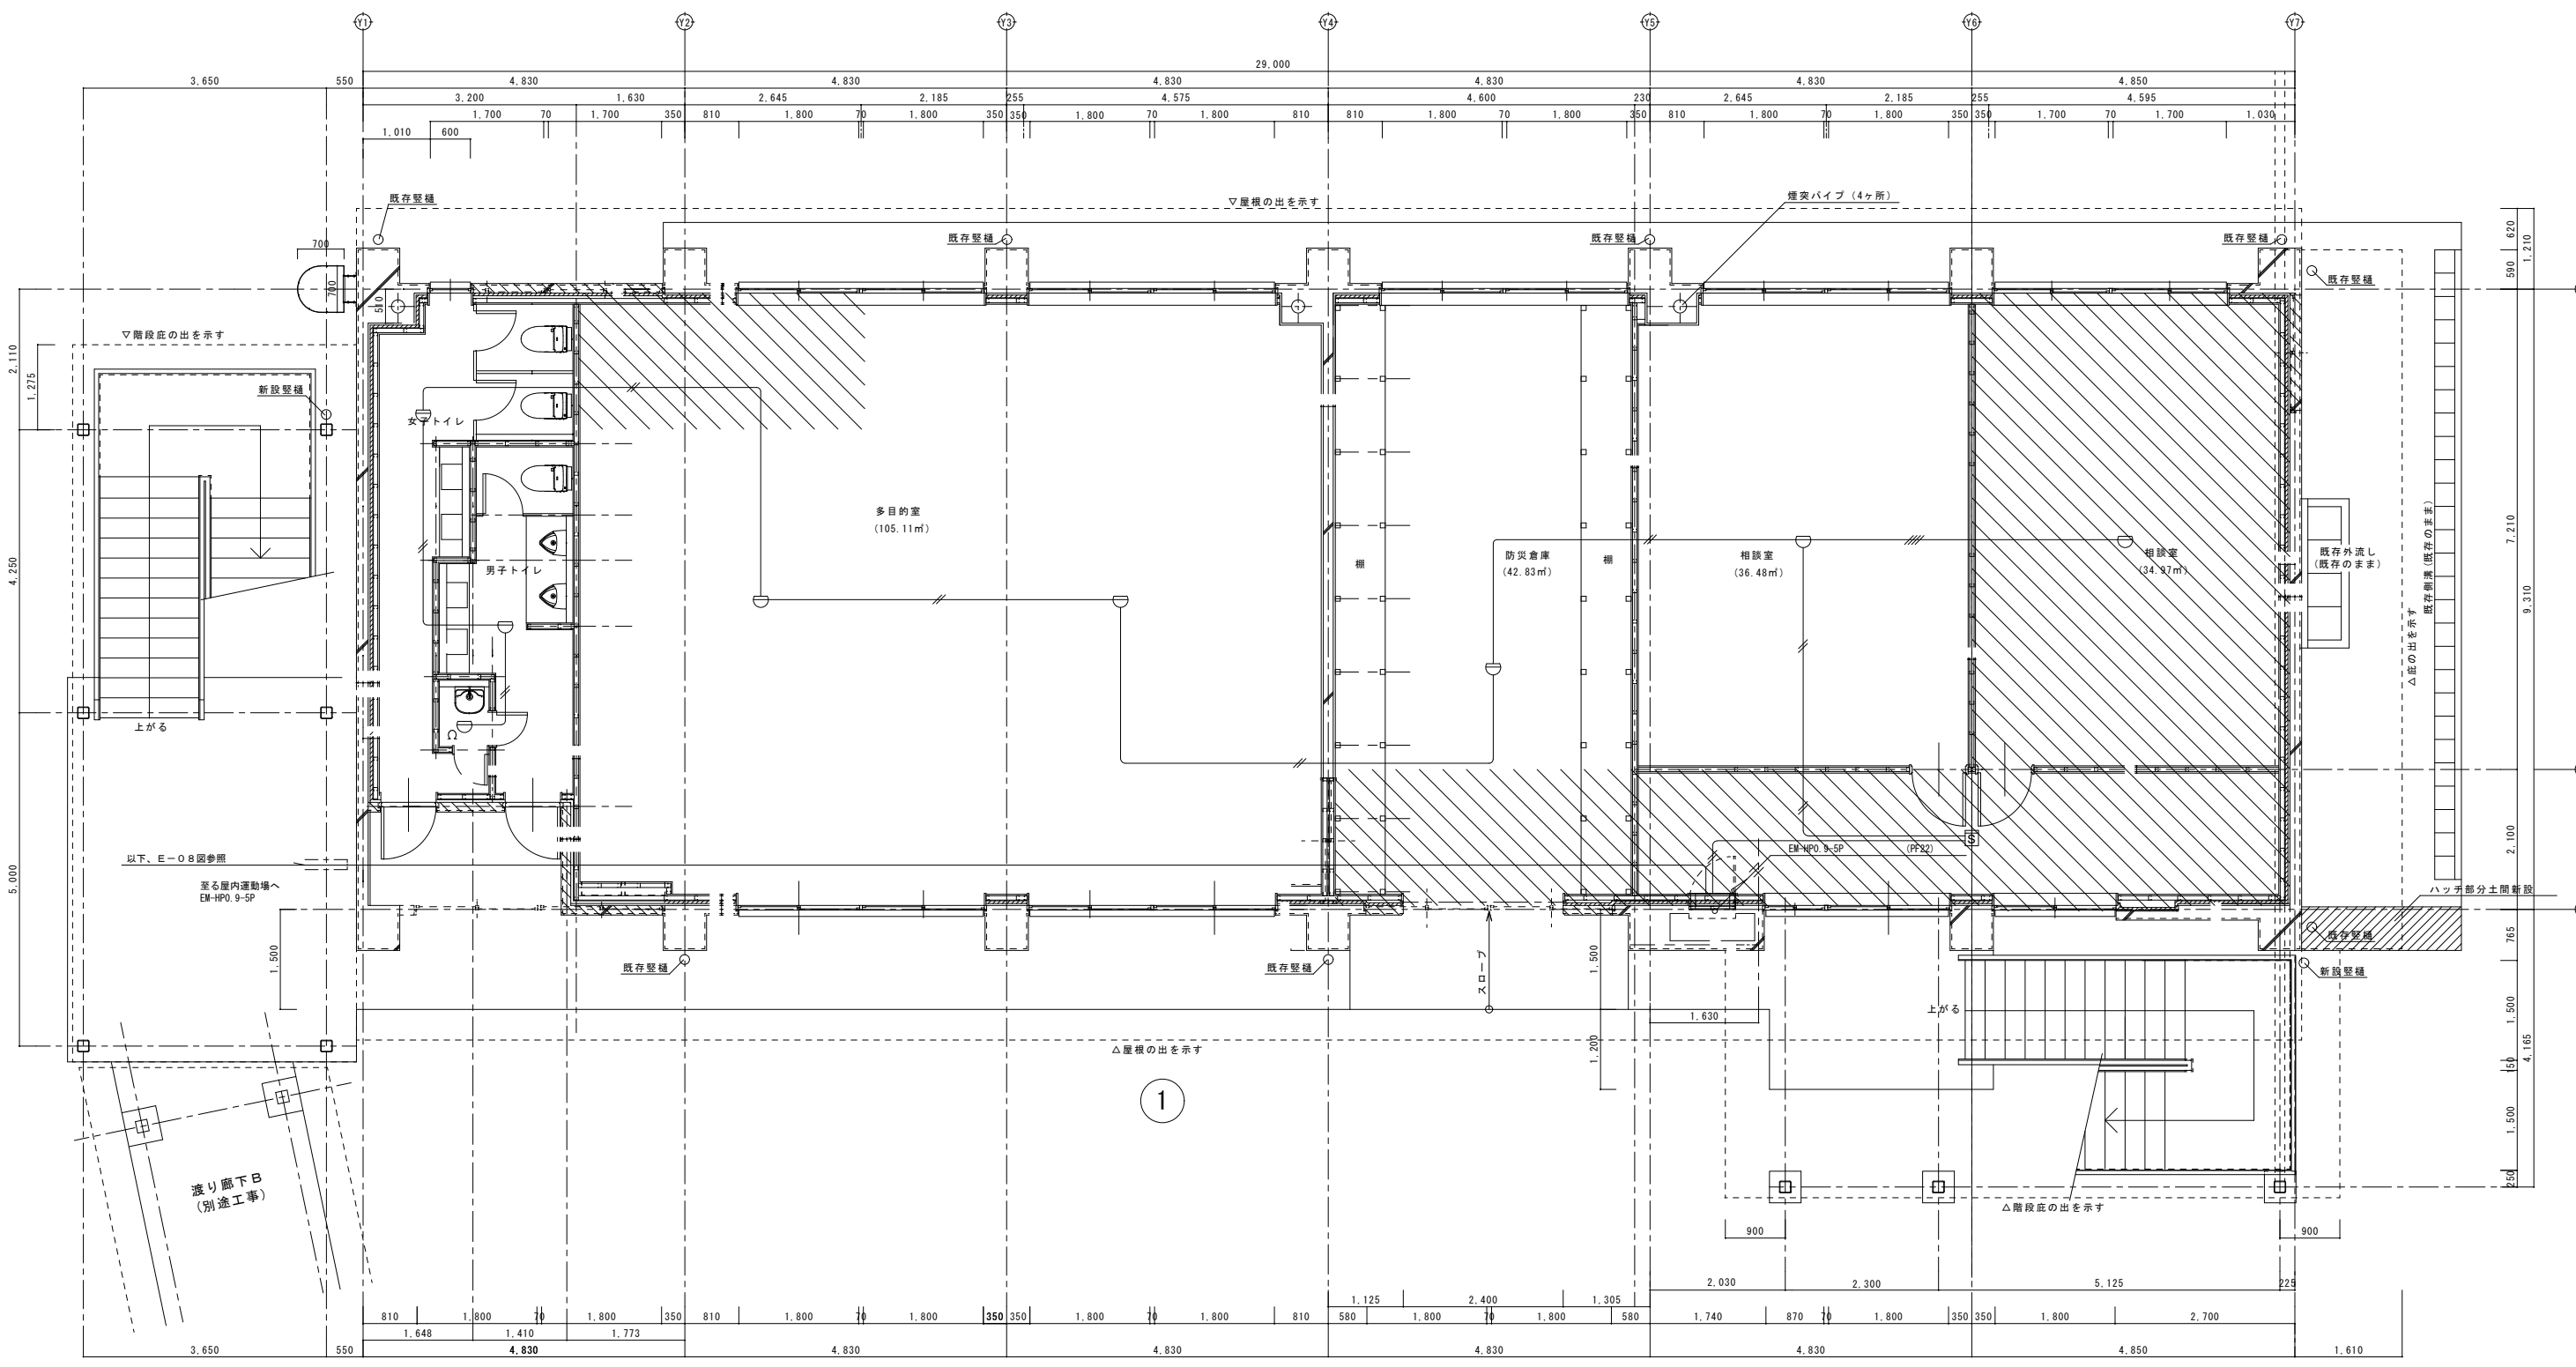 Y1 Y2 Y3 Y4 Y5 Y6 Y7
29,000
3,650 550 4,830 4,830 4,830 4,830 4,830 4,850
3,200 1,630 2,645 2,185 255 4,575 4,600 230 2,645 2,185 255 4,595
1,700 70 1,700 350 810 1,800 70 1,800 350 350 1,800 70 1,800 810 810 1,800 70 1,800 350 810 1,800 70 1,800 350 350 1,700 70 1,700 1,030
1,010 600
既存竪樋
▽屋根の出を示す
煙突パイプ (4ヶ所)
700
既存竪樋
既存竪樋
既存竪樋
620
1,210
590
既存竪樋
700
510
▽階段庇の出を示す
2,110
1,275
新設竪樋
女子トイレ
多目的室
(105.11㎡)
男子トイレ
棚
防災倉庫
(42.83㎡)
棚
相談室
(36.48㎡)
相談室
(34.97㎡)
既存外流し
(既存のまま)
既存側溝(既存のまま)
△庇の出を示す
7,210
9,310
4,250
上がる
Ω
S
EM-HP0.9-5P (PF22)
以下、E-08図参照
至る屋内運動場へ
EM-HP0.9-5P
5,000
2,100
ハッチ部分土間新設
既存竪樋
765
1,500
既存竪樋
既存竪樋
スロープ
1,500
新設竪樋
上がる
1,630
1,500
4,165
1,200
△屋根の出を示す
150
1
1,500
渡り廊下B
(別途工事)
250
△階段庇の出を示す
900 900
2,030 2,300 5,125 225
1,125 2,400 1,305
810 1,800 70 1,800 350 810 1,800 70 1,800 350 350 1,800 70 1,800 810 580 1,800 70 1,800 580 1,740 870 70 1,800 350 350 1,800 2,700
1,648 1,410 1,773
3,650 550 4,830 4,830 4,830 4,830 4,830 4,850 1,610